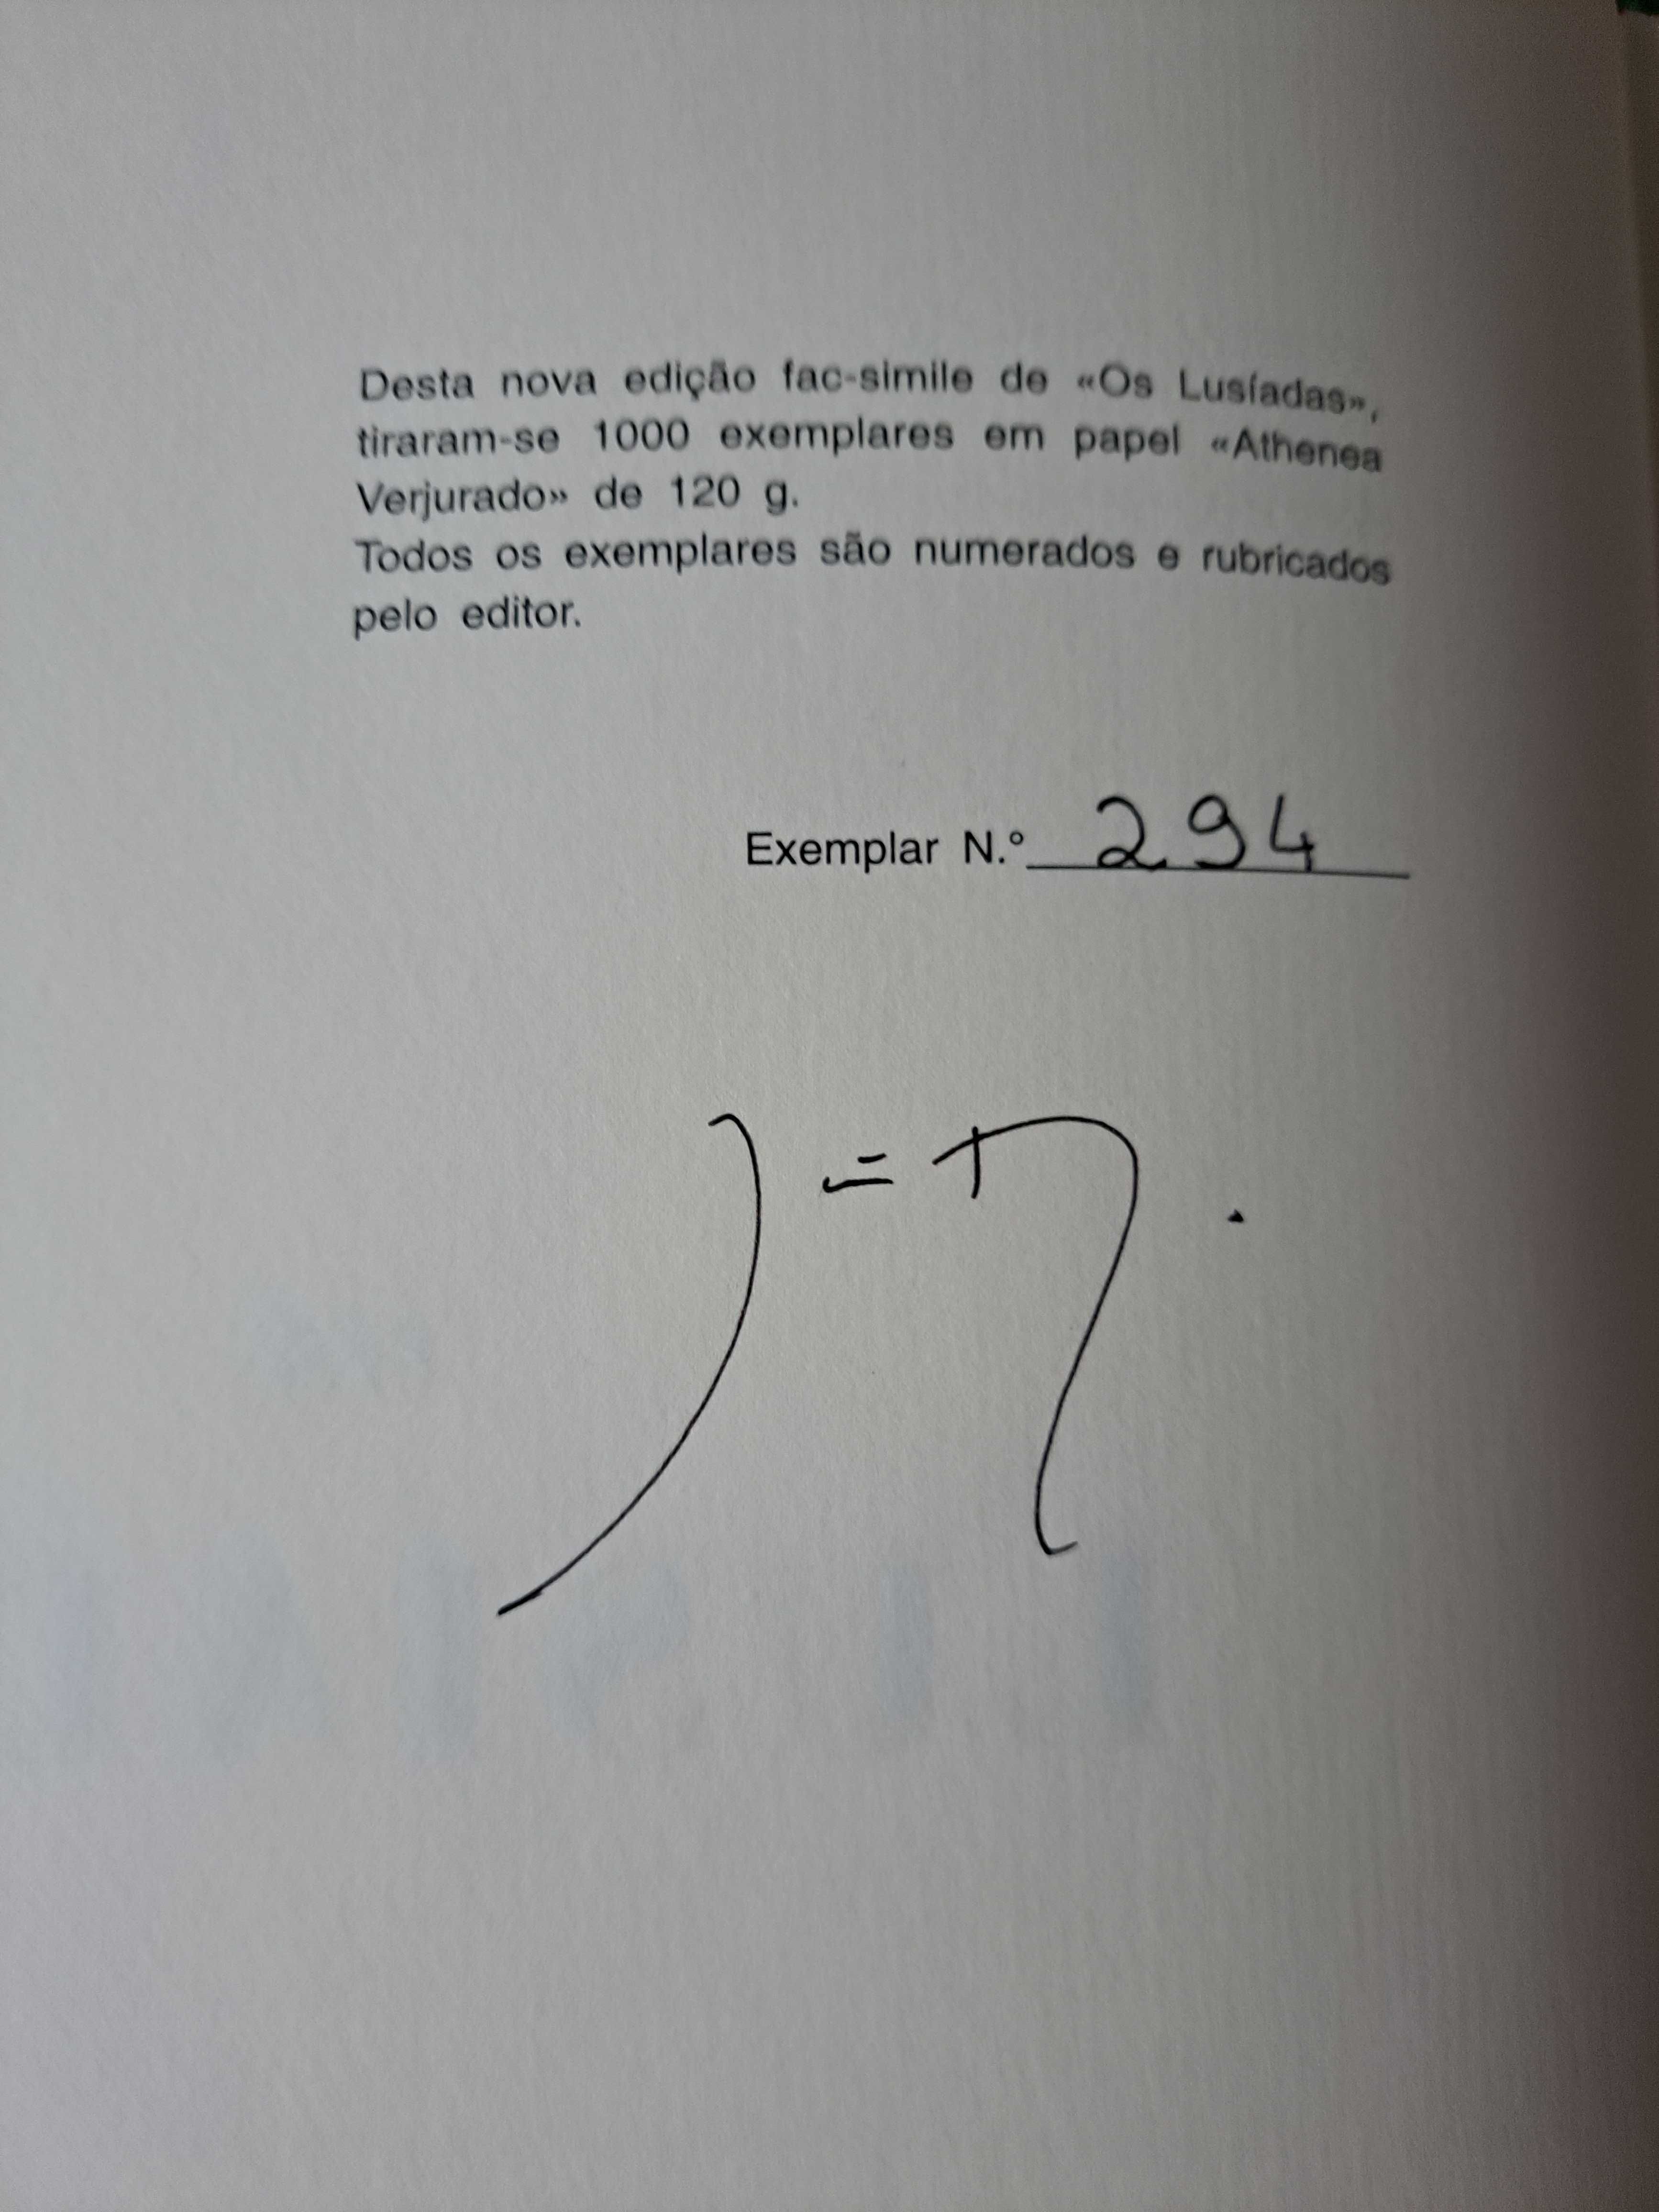 Desta nova edição fac-simile de «Os Lusíadas»,
tiraram-se 1000 exemplares em papel «Athenea
Verjurado» de 120 g.
Todos os exemplares são numerados e rubricados
pelo editor.
Exemplar N.º 294